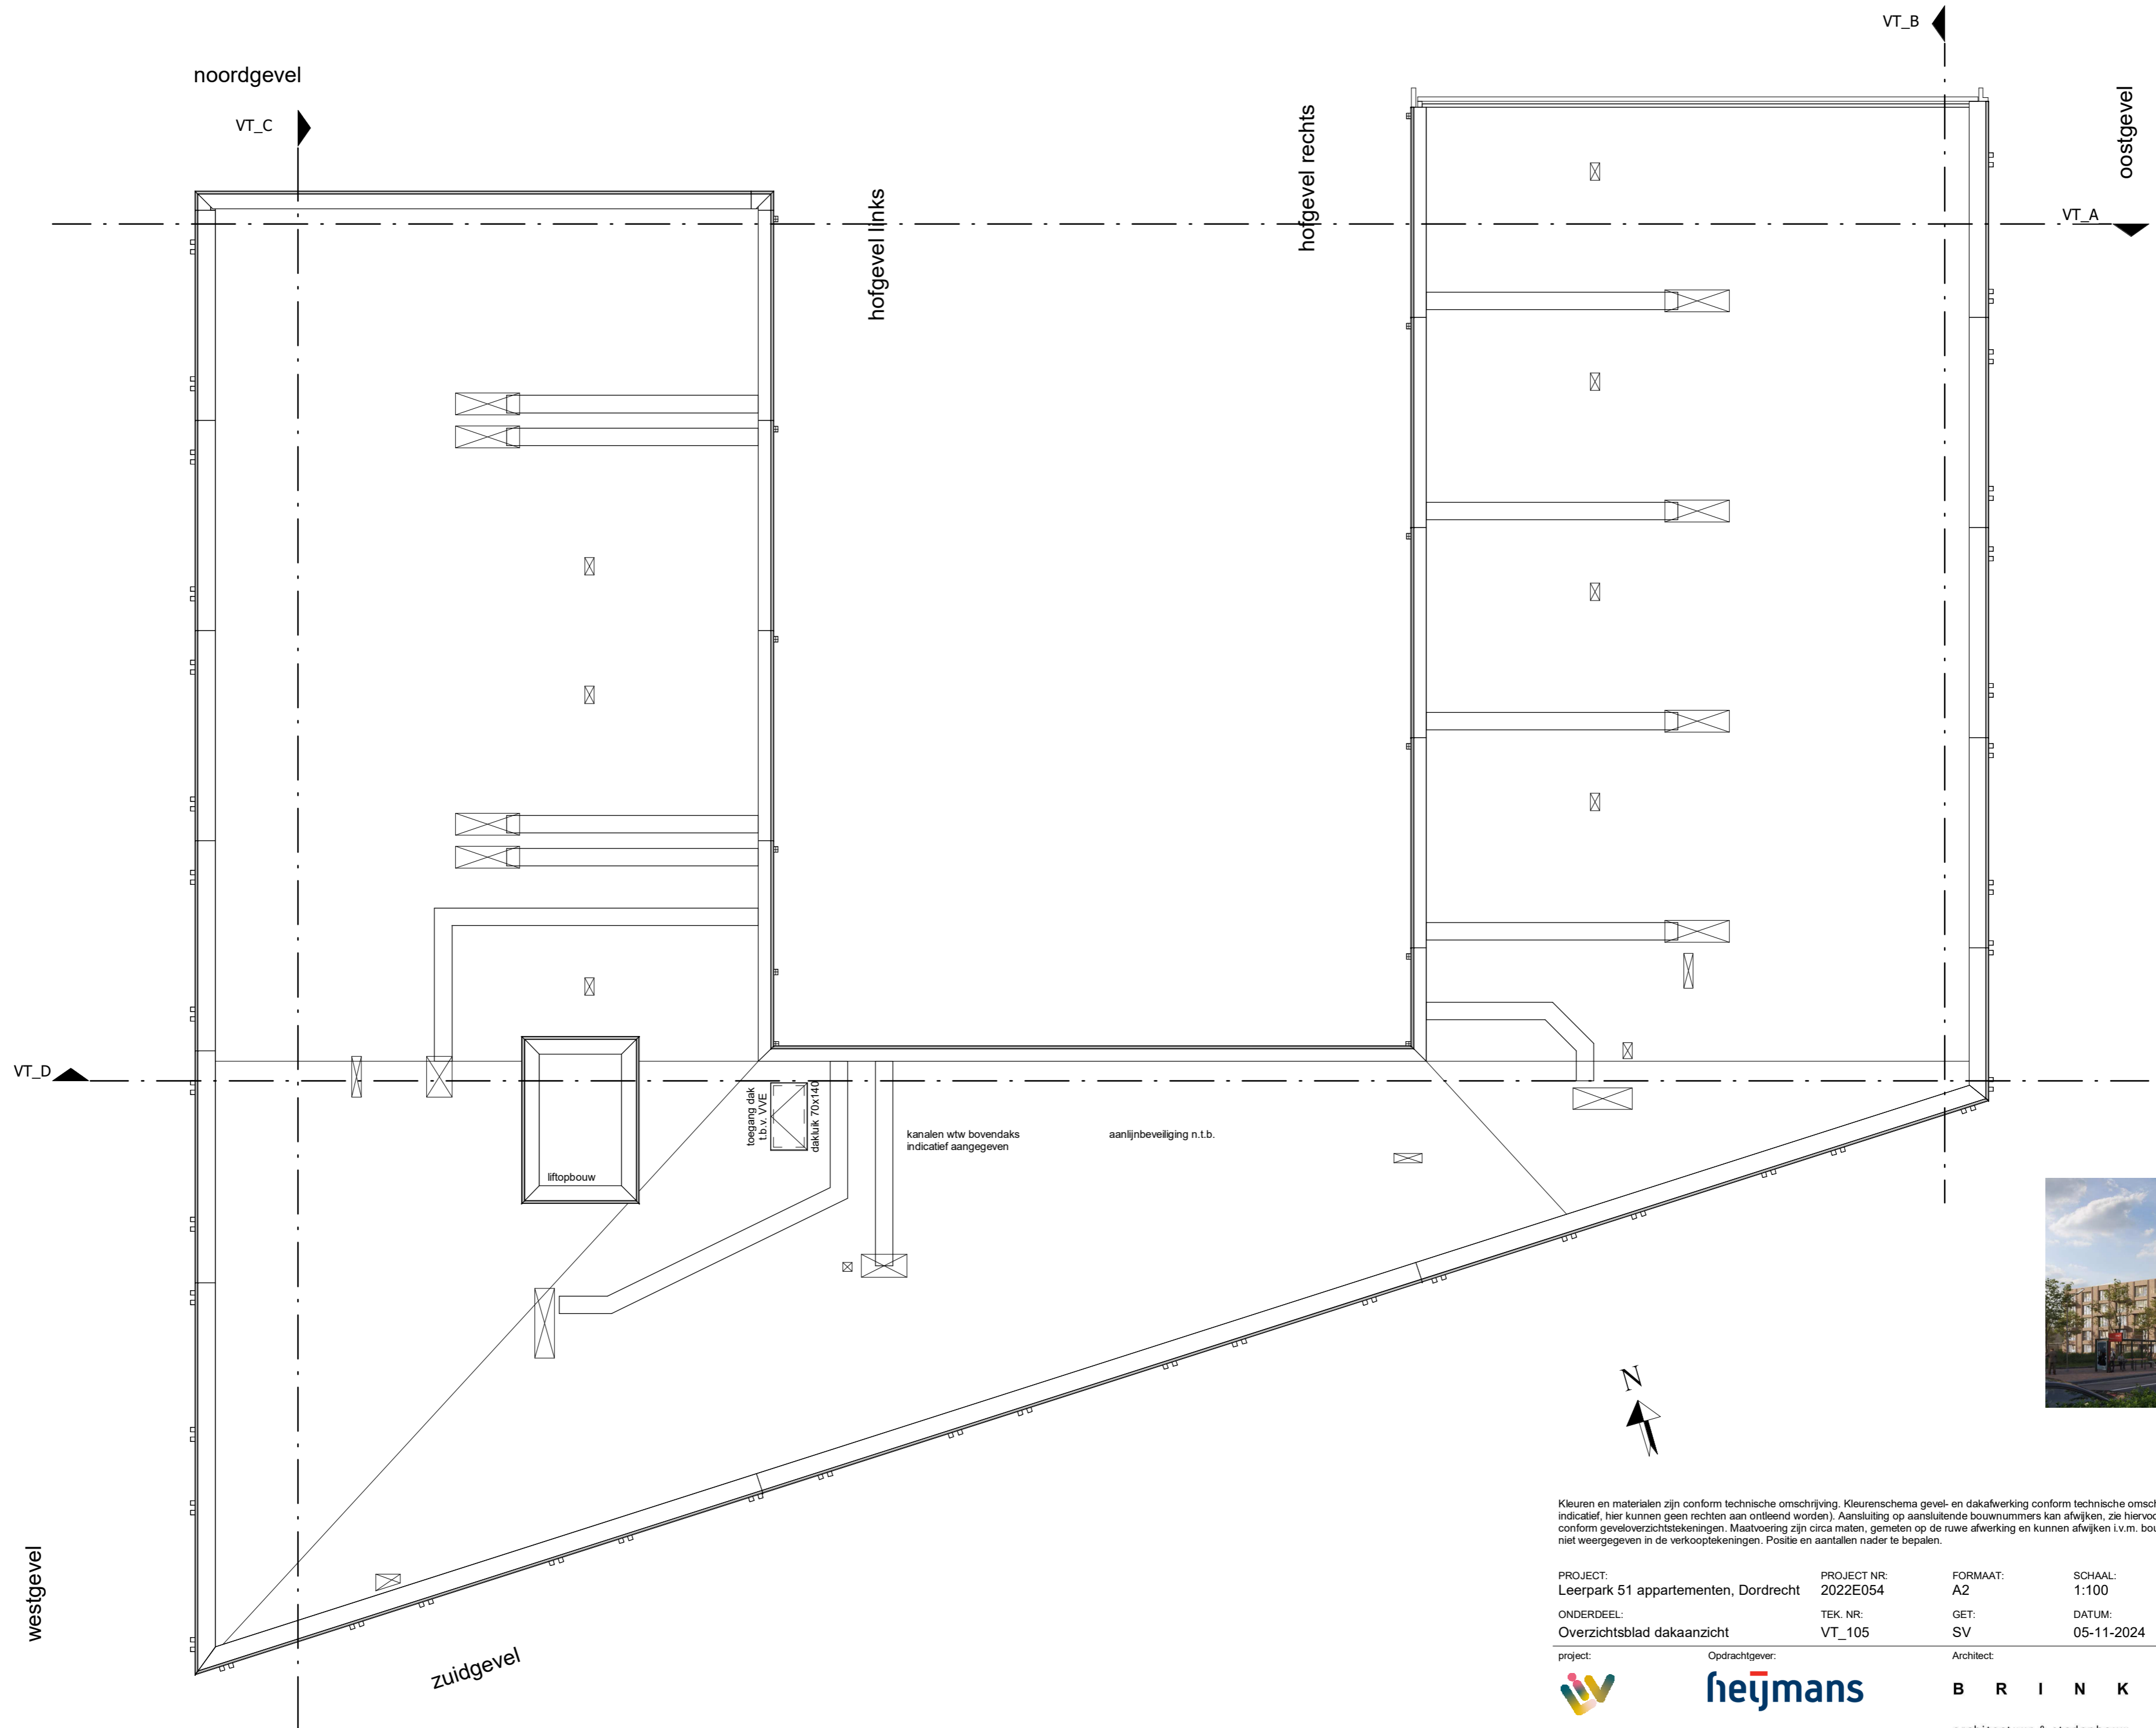 VT_B
noordgevel
VT_C
oostgevel
hofgevel rechts
hofgevel links
VT_A
VT_D
toegang dak
t.b.v. VVE
dakluik 70x140
kanalen wtw bovendaks
indicatief aangegeven
aanlijnbeveiliging n.t.b.
liftopbouw
N
westgevel
zuidgevel
Kleuren en materialen zijn conform technische omschrijving. Kleurenschema gevel- en dakafwerking conform technische omsch
indicatief, hier kunnen geen rechten aan ontleend worden). Aansluiting op aansluitende bouwnummers kan afwijken, zie hiervoo
conform geveloverzichtstekeningen. Maatvoering zijn circa maten, gemeten op de ruwe afwerking en kunnen afwijken i.v.m. bou
niet weergegeven in de verkooptekeningen. Positie en aantallen nader te bepalen.
PROJECT: PROJECT NR: FORMAAT: SCHAAL:
Leerpark 51 appartementen, Dordrecht 2022E054 A2 1:100
ONDERDEEL: TEK. NR: GET: DATUM:
Overzichtsblad dakaanzicht VT_105 SV 05-11-2024
project: Opdrachtgever: Architect:
heijmans B R I N K